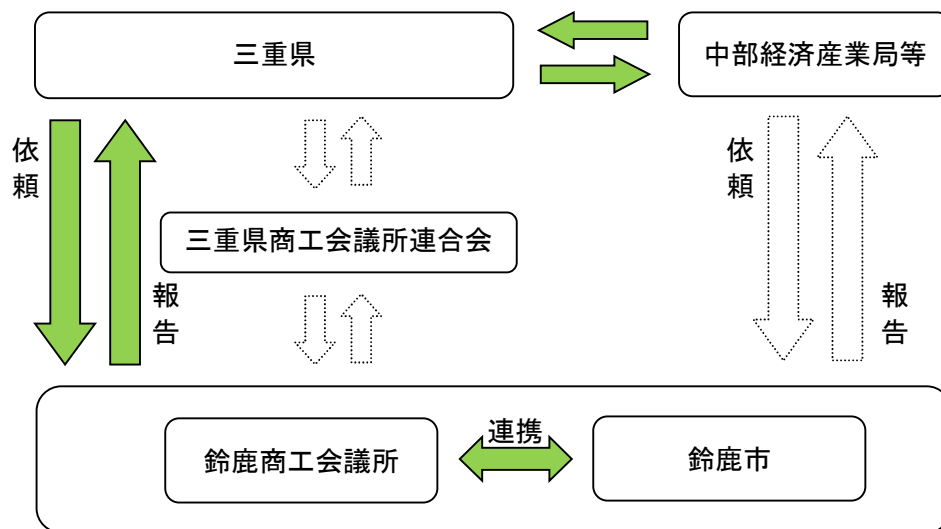 三重県
中部経済産業局等
依頼
報告
三重県商工会議所連合会
依頼
報告
鈴鹿商工会議所
連携
鈴鹿市